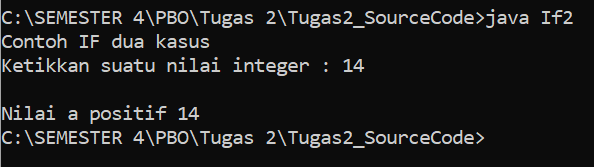 C:\SEMESTER 4\PBO\Tugas 2\Tugas2_SourceCode>java If2
Contoh IF dua kasus
Ketikkan suatu nilai integer : 14
Nilai a positif 14
C:\SEMESTER 4\PBO\Tugas 2\Tugas2_SourceCode>